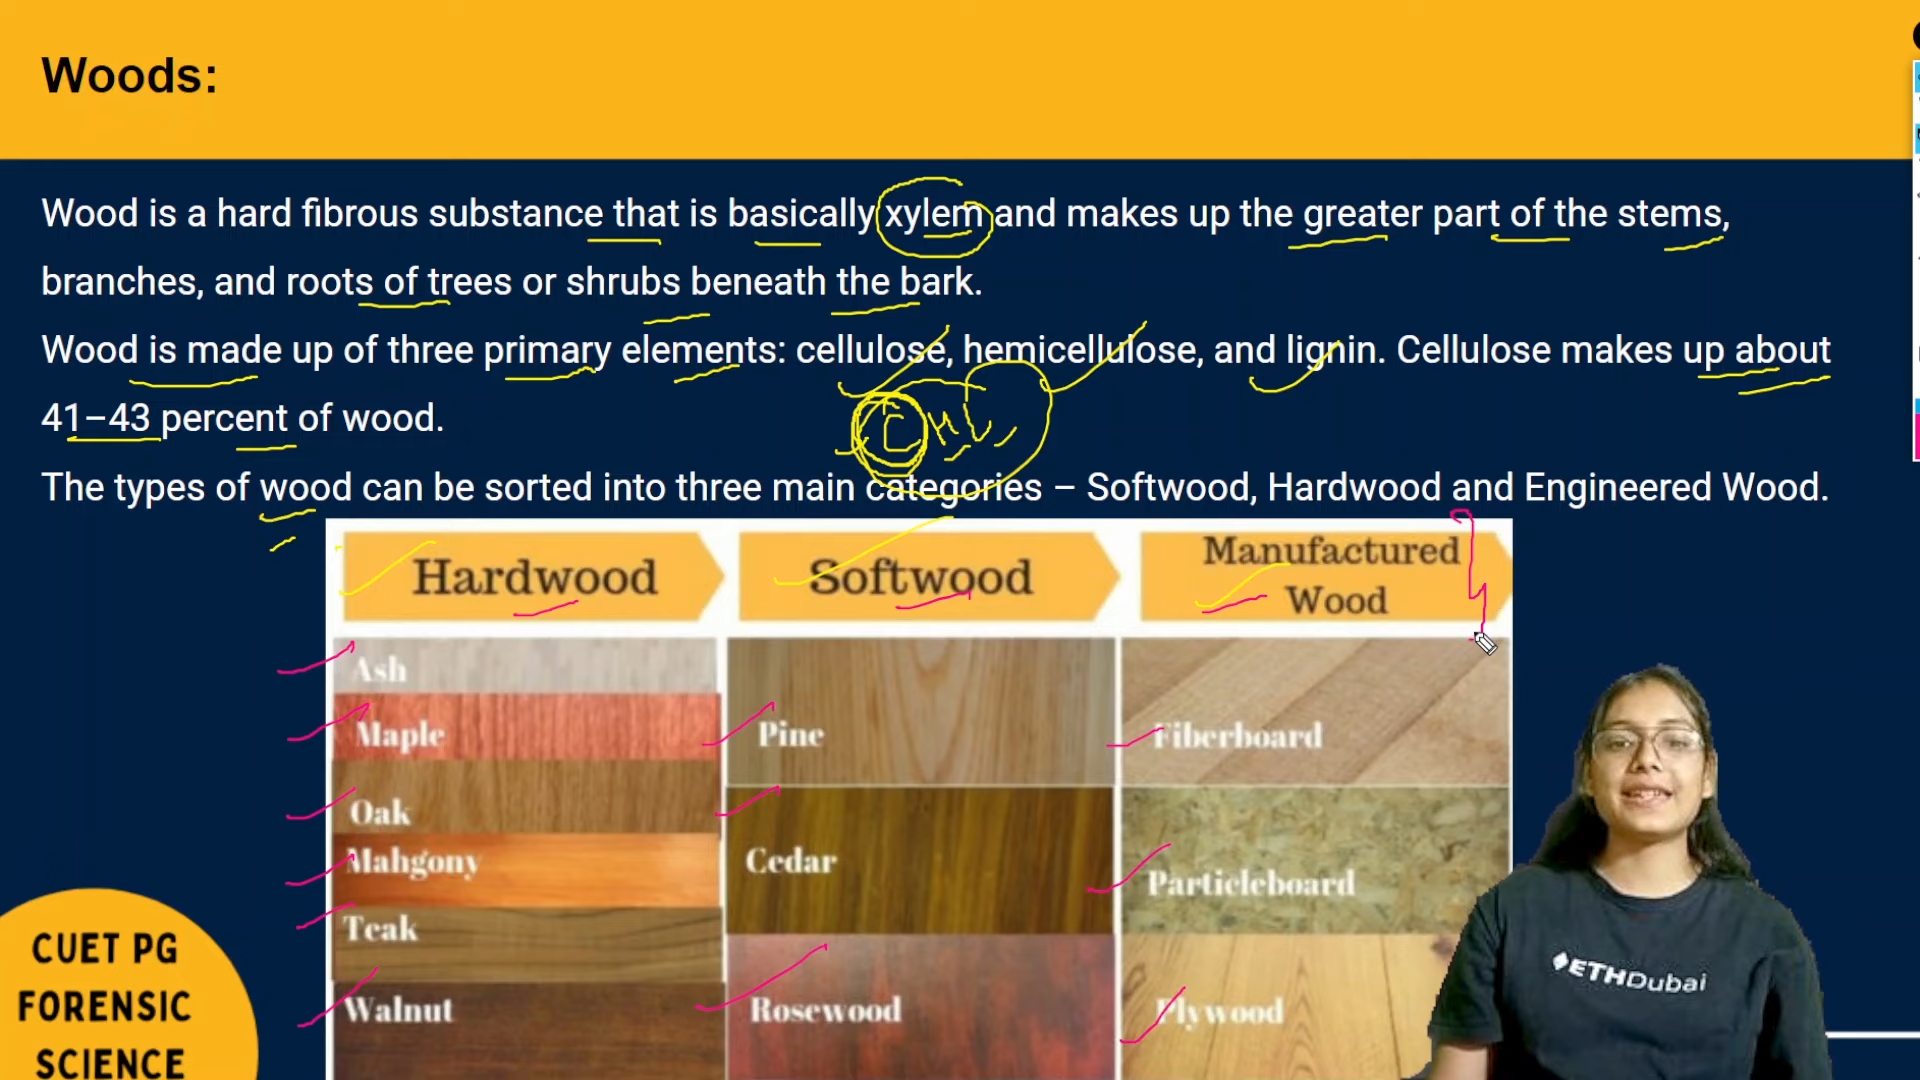 Woods:
Wood is a hard fibrous substance that is basically xylem and makes up the greater part of the stems,
branches, and roots of trees or shrubs beneath the bark.
Wood is made up of three primary elements: cellulose, hemicellulose, and lignin. Cellulose makes up about
41–43 percent of wood.
C H L
The types of wood can be sorted into three main categories – Softwood, Hardwood and Engineered Wood.
Hardwood
Softwood
Manufactured
Wood
Ash
Maple
Oak
Mahgony
Teak
Walnut
Pine
Cedar
Rosewood
Fiberboard
Particleboard
Plywood
CUET PG
FORENSIC
SCIENCE
ETHDubai